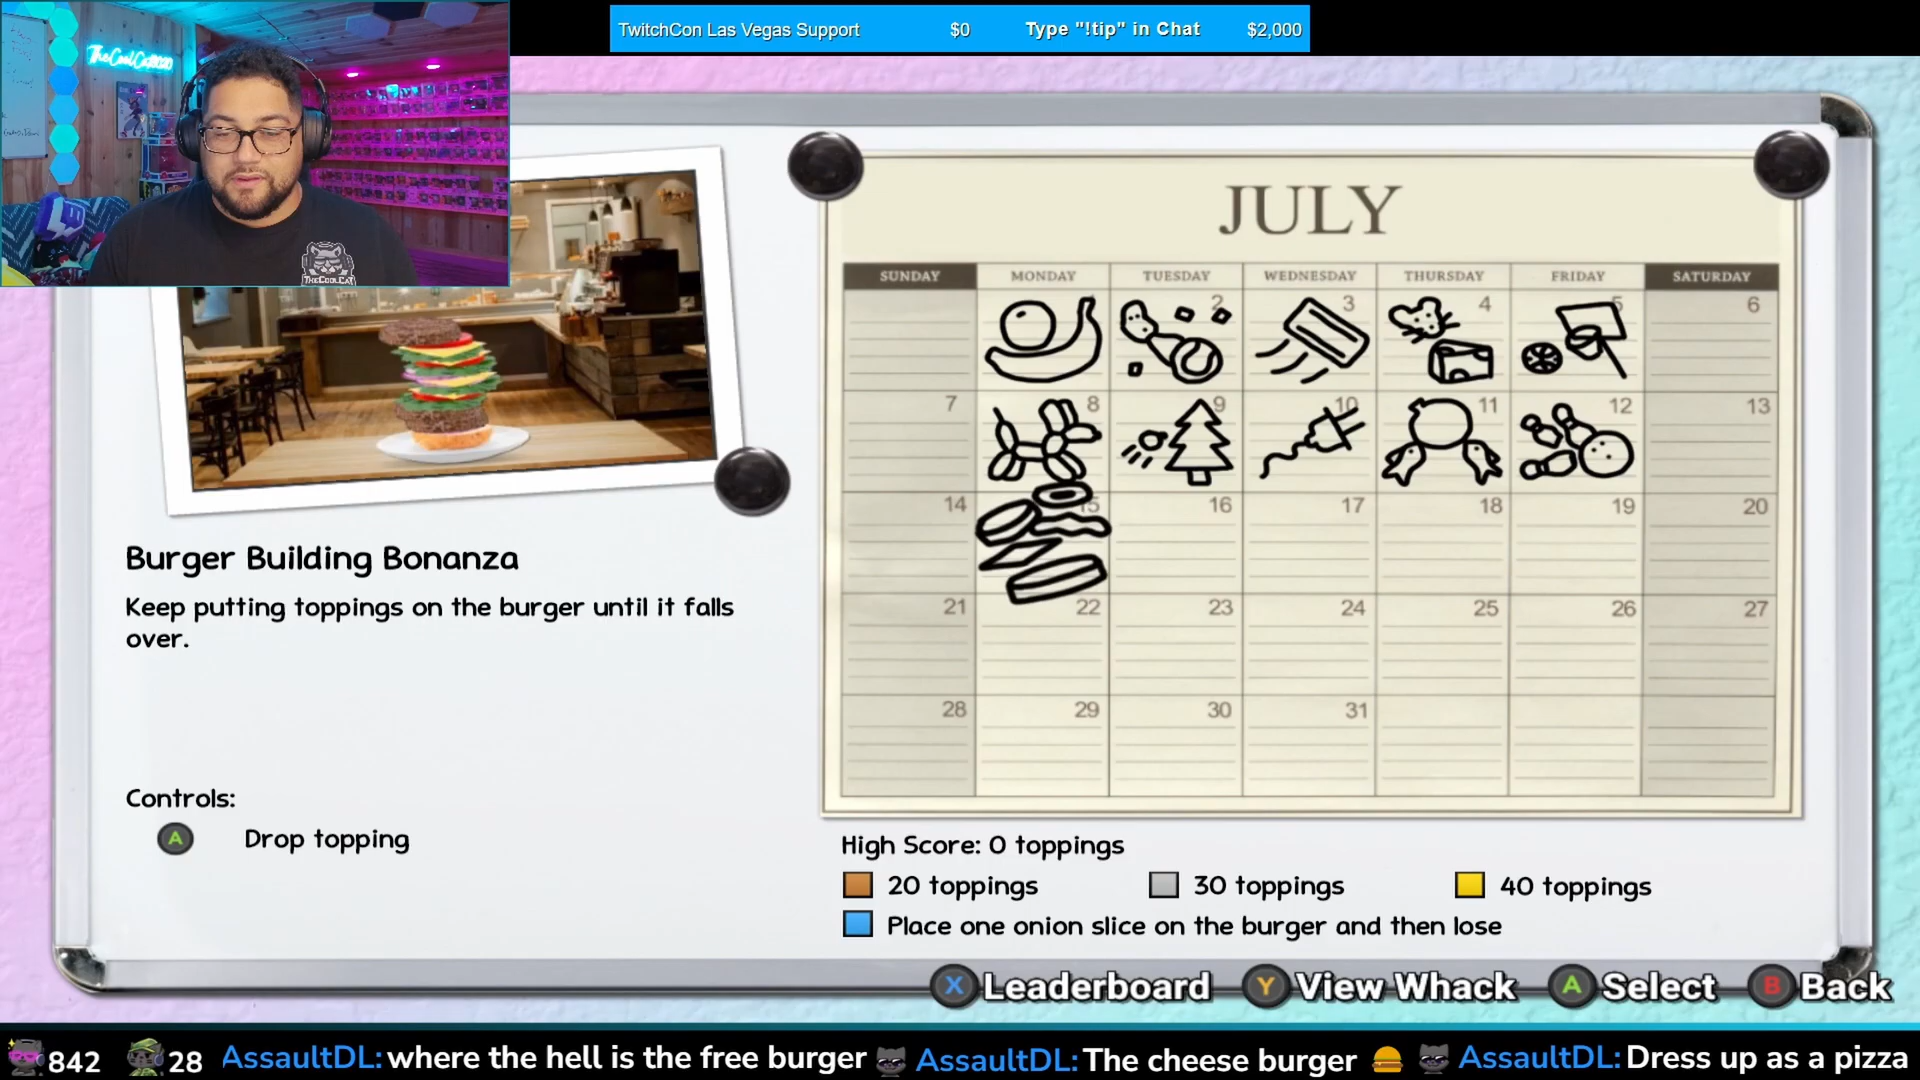 TwitchCon Las Vegas Support $0 Type "!tip" in Chat $2,000
TheCoolCat
THECOOLCAT
JULY
SUNDAY MONDAY TUESDAY WEDNESDAY THURSDAY FRIDAY SATURDAY
2 3 4 5 6
7 8 9 10 11 12 13
14 15 16 17 18 19 20
21 22 23 24 25 26 27
28 29 30 31
Burger Building Bonanza
Keep putting toppings on the burger until it falls
over.
Controls:
A Drop topping
High Score: 0 toppings
20 toppings 30 toppings 40 toppings
Place one onion slice on the burger and then lose
X Leaderboard Y View Whack A Select B Back
842 28 AssaultDL: where the hell is the free burger AssaultDL: The cheese burger AssaultDL: Dress up as a pizza